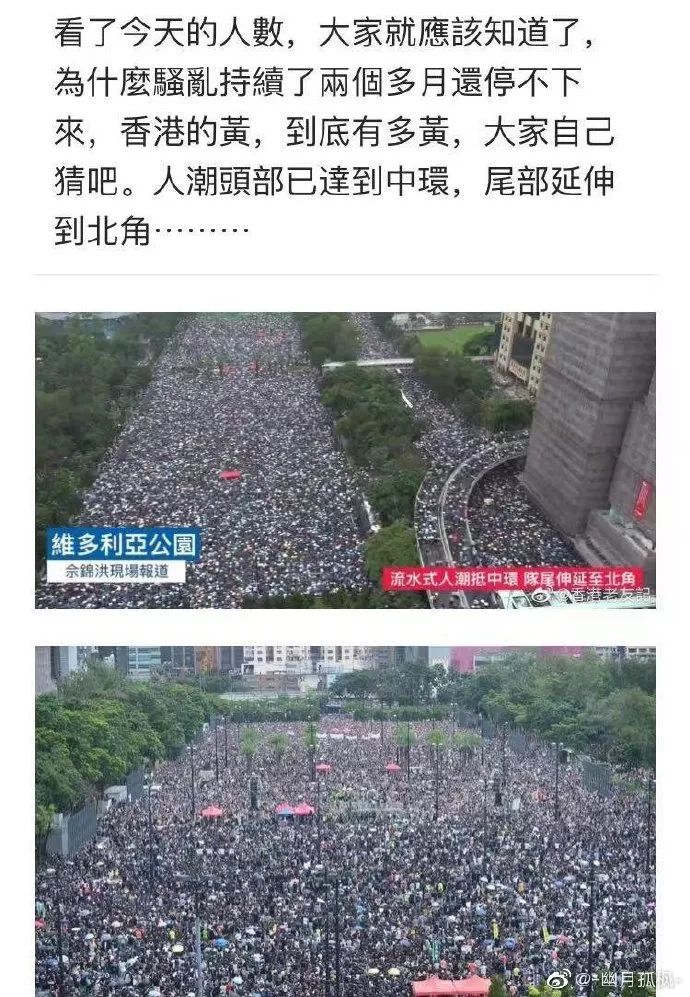 看了今天的人數，大家就應該知道了，
為什麼騷亂持續了兩個多月還停不下
來，香港的黃，到底有多黃，大家自己
猜吧。人潮頭部已達到中環，尾部延伸
到北角⋯⋯⋯
維多利亞公園
佘錦洪現場報道
流水式人潮抵中環 隊尾伸延至北角
@香港老友記
@-幽月孤枫-